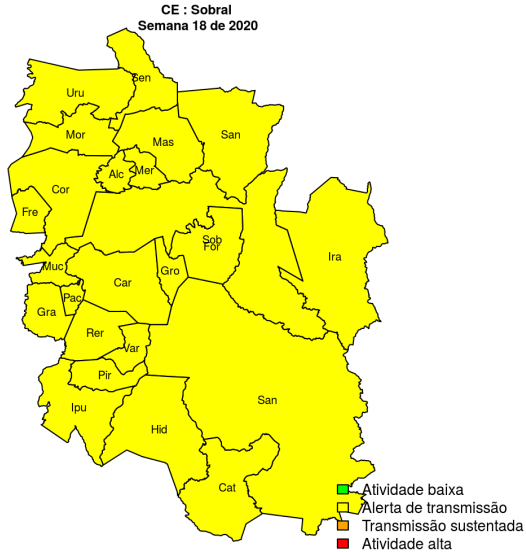 CE : Sobral
Semana 18 de 2020
Sen
Uru
Mor
Mas
San
Alc
Mer
Cor
Fre
Sob
For
Ira
Muc
Gro
Car
Pac
Gra
Rer
Var
Pir
Ipu
San
Hid
Cat
Atividade baixa
Alerta de transmissão
Transmissão sustentada
Atividade alta